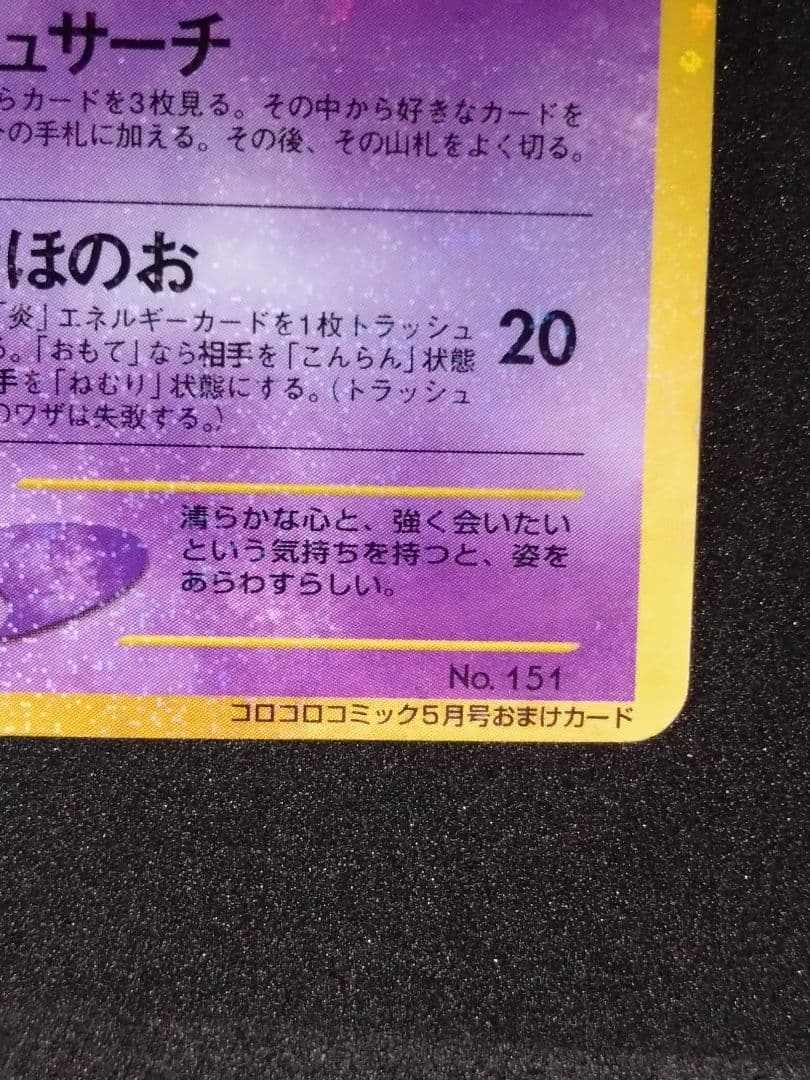 ュサーチ
らカードを3枚見る。その中から好きなカードを
の手札に加える。その後、その山札をよく切る。
ほのお
「炎」エネルギーカードを1枚トラッシュ
る。「おもて」なら相手を「こんらん」状態
手を「ねむり」状態にする。(トラッシュ
のワザは失敗する。)
20
清らかな心と、強く会いたい
という気持ちを持つと、姿を
あらわすらしい。
No. 151
コロコロコミック5月号おまけカード